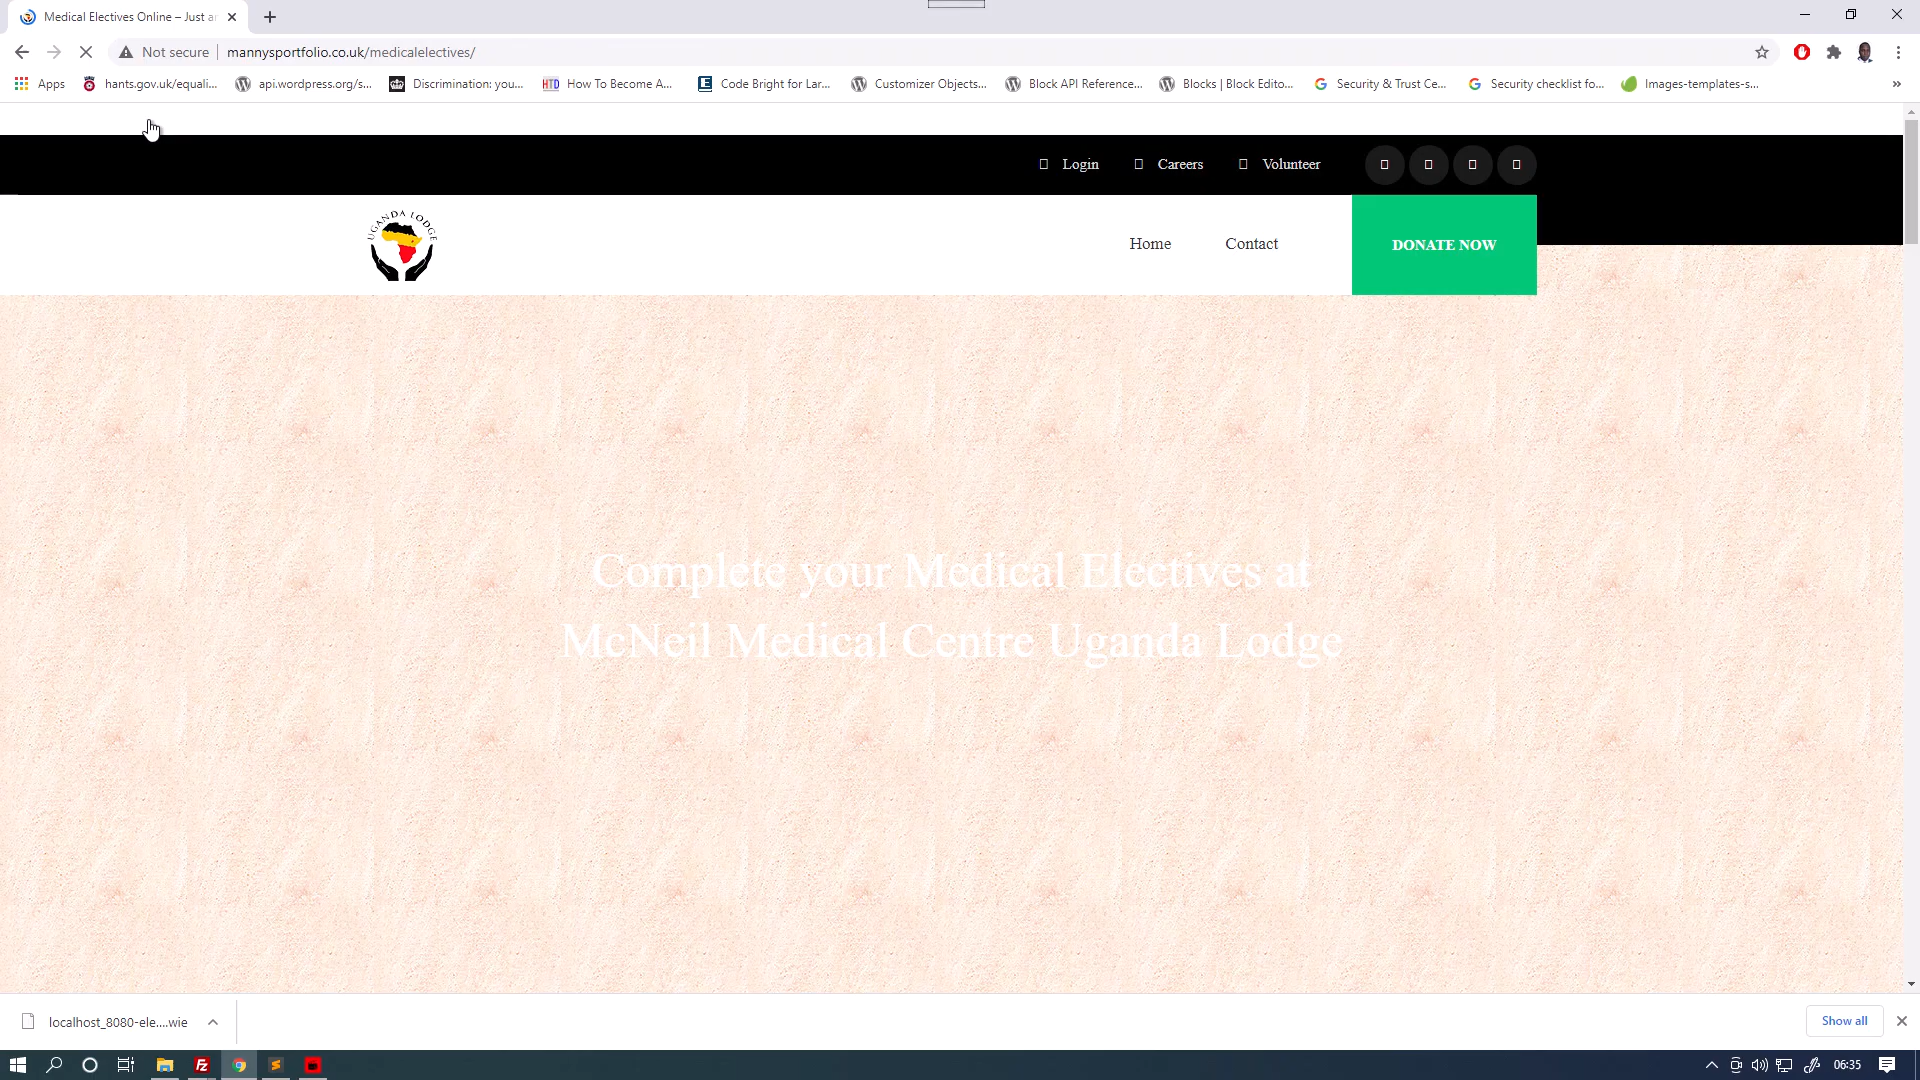 Medical Electives Online – Just an
Not secure mannysportfolio.co.uk/medicalelectives/
Apps hants.gov.uk/equali... api.wordpress.org/s... Discrimination: you... How To Become A... Code Bright for Lar... Customizer Objects... Block API Reference... Blocks | Block Edito... Security & Trust Ce... Security checklist fo... Images-templates-s... »
Login Careers Volunteer
UGANDA LODGE
Home Contact DONATE NOW
Complete your Medical Electives at
McNeil Medical Centre Uganda Lodge
localhost_8080-ele....wie Show all
06:35